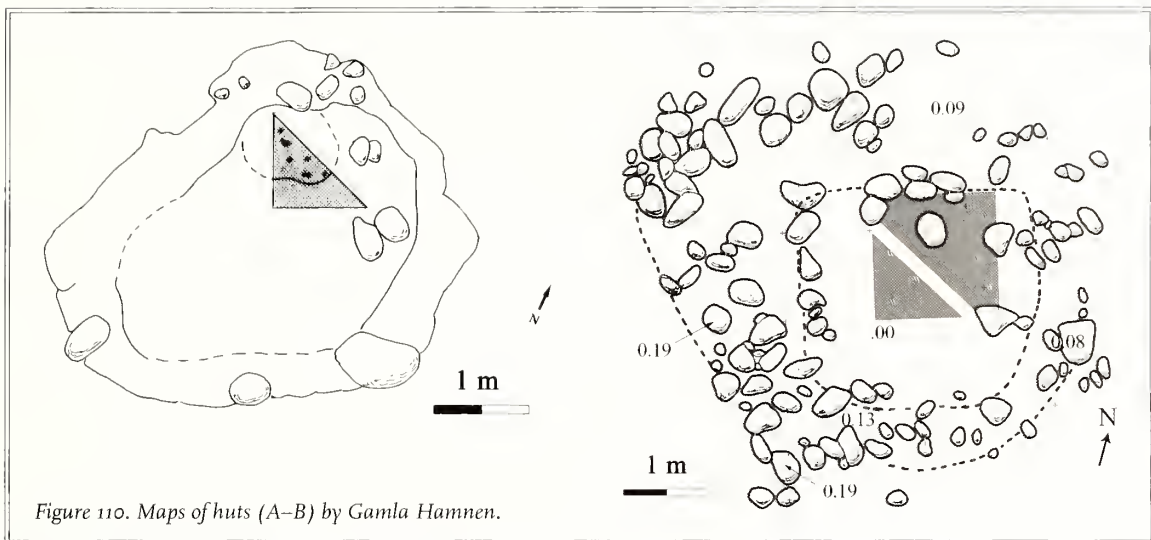 N
1 m
Figure 110. Maps of huts (A–B) by Gamla Hamnen.
0.09
0.19
.00
0.08
0.13
0.19
N
1 m